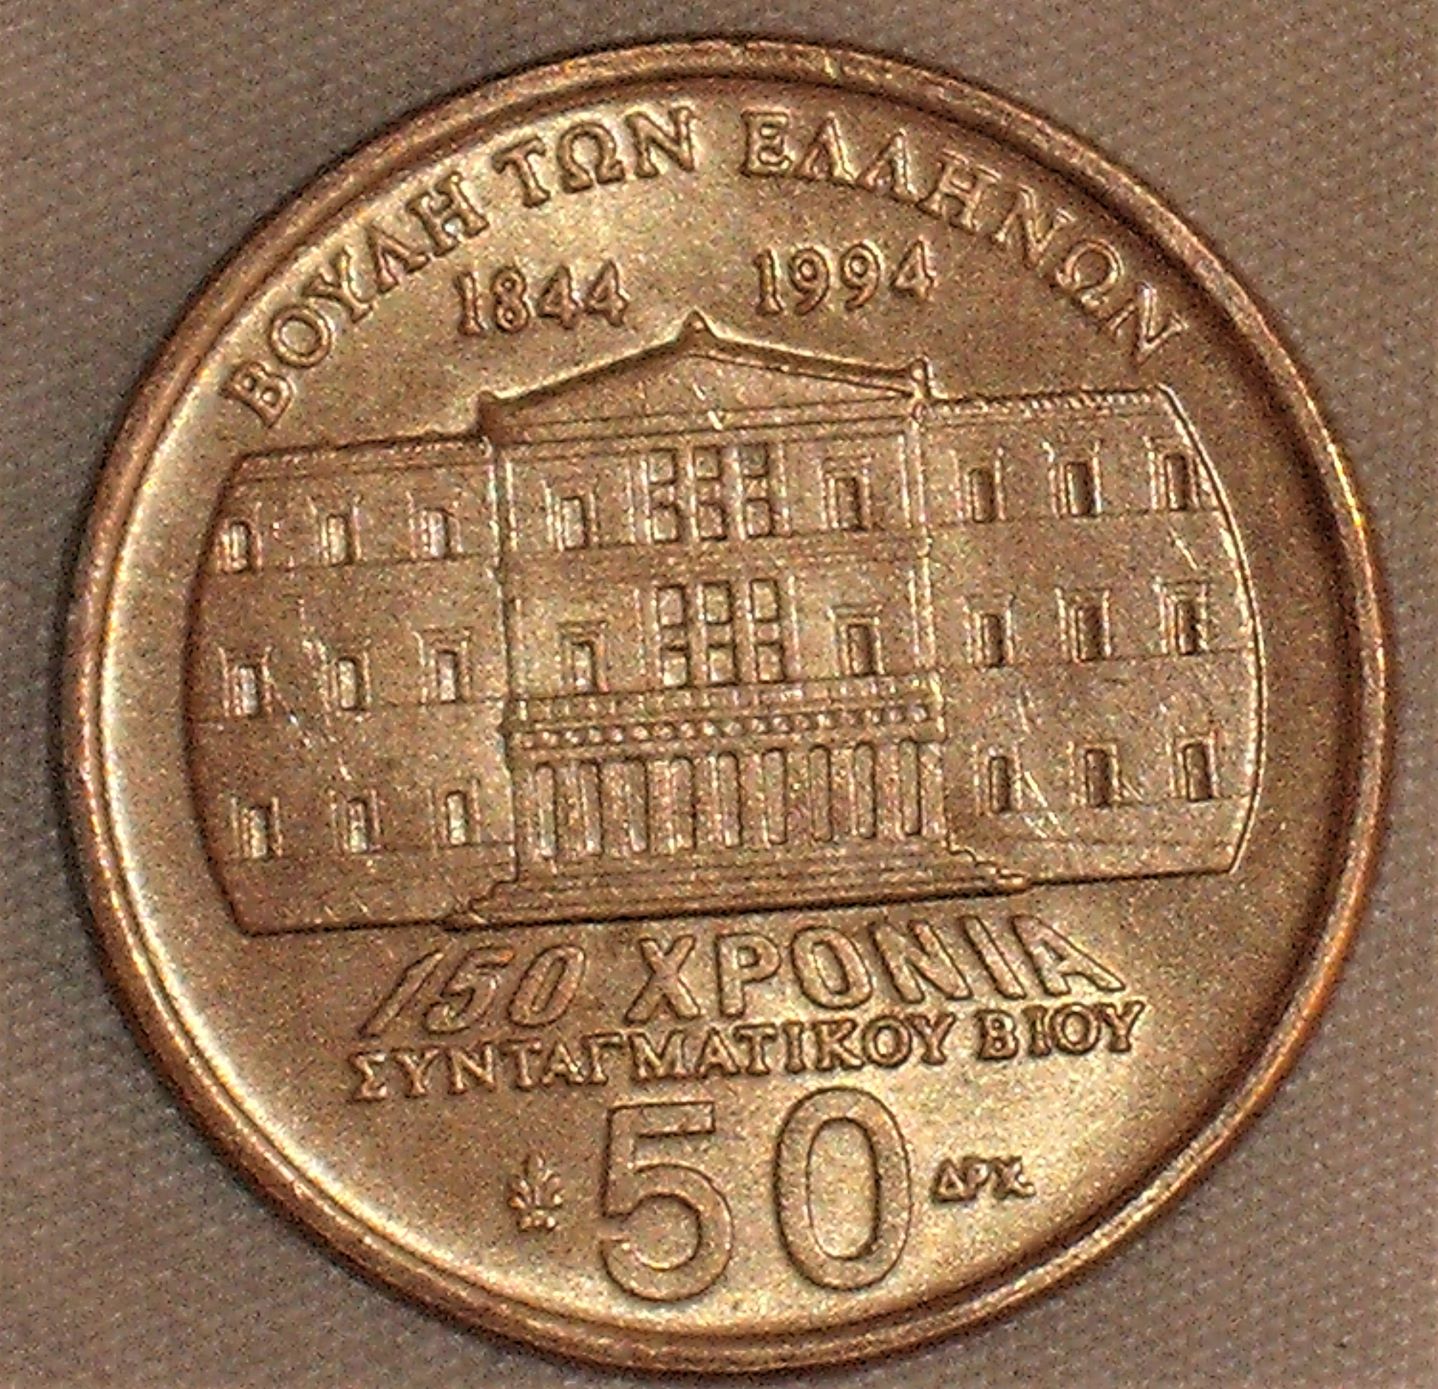 ΒΟΥΛΗ ΤΩΝ ΕΛΛΗΝΩΝ
1844 1994
150 ΧΡΟΝΙΑ
ΣΥΝΤΑΓΜΑΤΙΚΟΥ ΒΙΟΥ
50 ΔΡΧ.